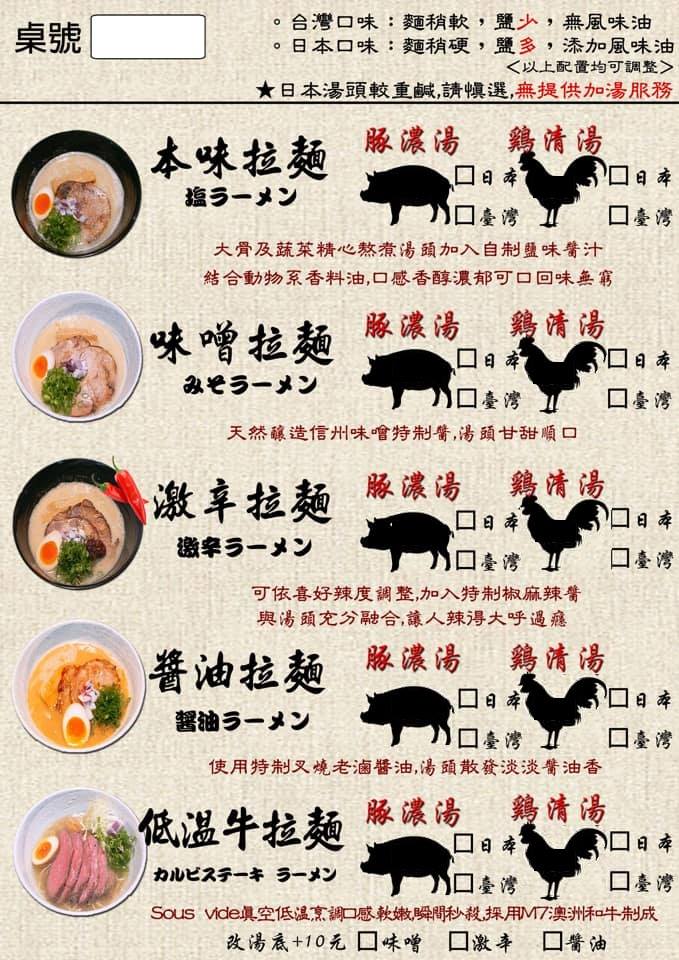 桌號
。台灣口味：麵稍軟，鹽少，無風味油
。日本口味：麵稍硬，鹽多，添加風味油
＜以上配置均可調整＞
★日本湯頭較重鹹,請慎選,無提供加湯服務
本味拉麵
塩ラーメン
豚濃湯 鶏清湯
□日本 □日本
□臺灣 □臺灣
大骨及蔬菜精心熬煮湯頭加入自制鹽味醬汁
結合動物系香料油,口感香醇濃郁可口回味無窮
味噌拉麵
みそラーメン
豚濃湯 鶏清湯
□日本 □日本
□臺灣 □臺灣
天然釀造信州味噌特制醬,湯頭甘甜順口
激辛拉麵
激辛ラーメン
豚濃湯 鶏清湯
□日本 □日本
□臺灣 □臺灣
可依喜好辣度調整,加入特制椒麻辣醬
與湯頭充分融合,讓人辣得大呼過癮
醬油拉麵
醬油ラーメン
豚濃湯 鶏清湯
□日本 □日本
□臺灣 □臺灣
使用特制叉燒老滷醬油,湯頭散發淡淡醬油香
低溫牛拉麵
カルビステーキ ラーメン
豚濃湯 鶏清湯
□日本 □日本
□臺灣 □臺灣
Sous vide真空低溫烹調口感軟嫩,瞬間秒殺,採用M7澳洲和牛制成
改湯底+10元 □味噌 □激辛 □醬油